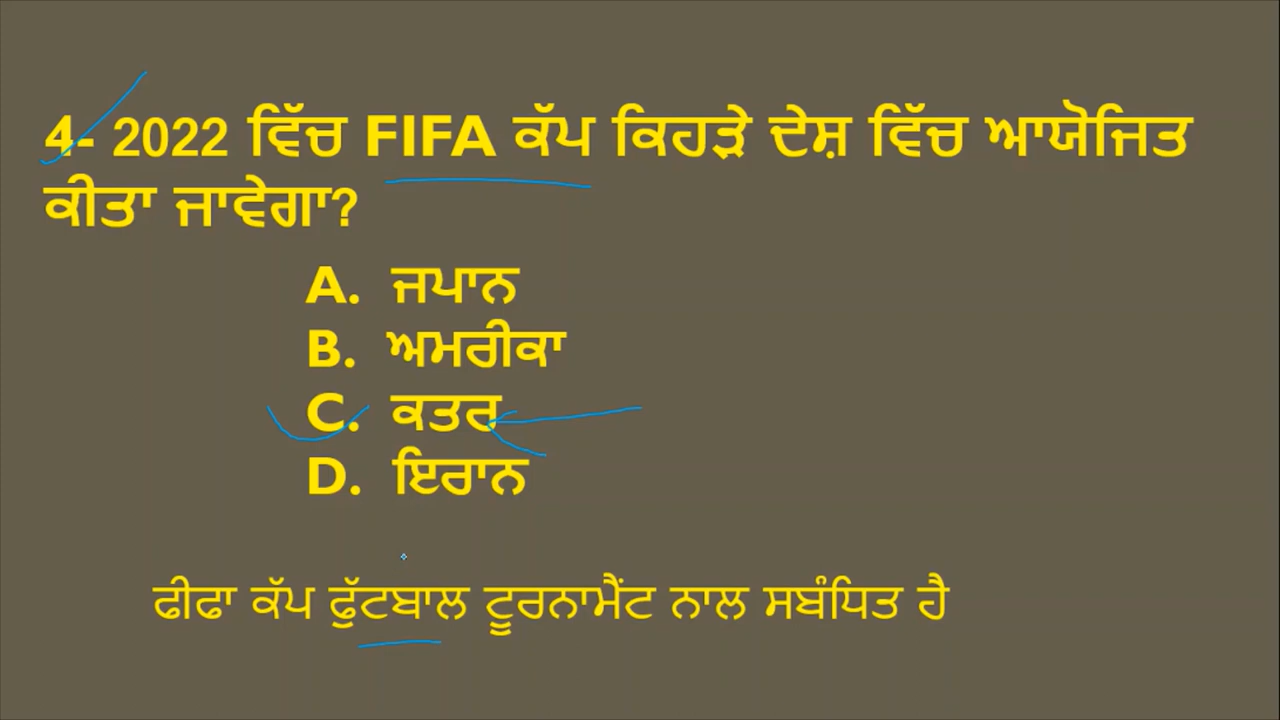 4- 2022 ਵਿੱਚ FIFA ਕੱਪ ਕਿਹੜੇ ਦੇਸ਼ ਵਿੱਚ ਆਯੋਜਿਤ
ਕੀਤਾ ਜਾਵੇਗਾ?
A. ਜਪਾਨ
B. ਅਮਰੀਕਾ
C. ਕਤਰ
D. ਇਰਾਨ
ਫੀਫਾ ਕੱਪ ਫੁੱਟਬਾਲ ਟੂਰਨਾਮੈਂਟ ਨਾਲ ਸਬੰਧਿਤ ਹੈ